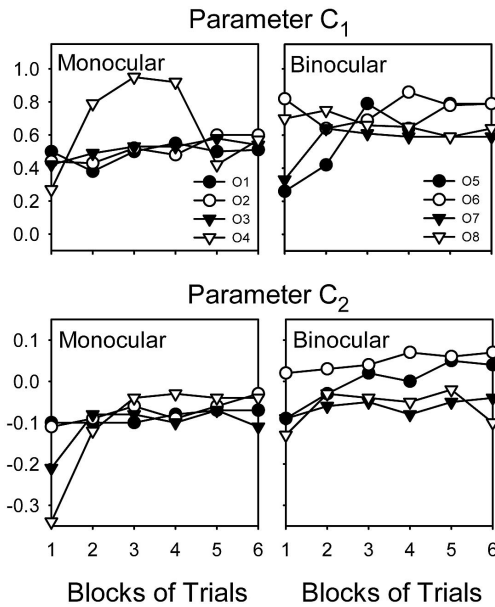 Parameter C₁
Monocular
Binocular
1.0
0.8
0.6
0.4
0.2
0.0
O1
O2
O3
O4
O5
O6
O7
O8
Parameter C₂
Monocular
Binocular
0.1
0.0
-0.1
-0.2
-0.3
1 2 3 4 5 6
1 2 3 4 5 6
Blocks of Trials
Blocks of Trials